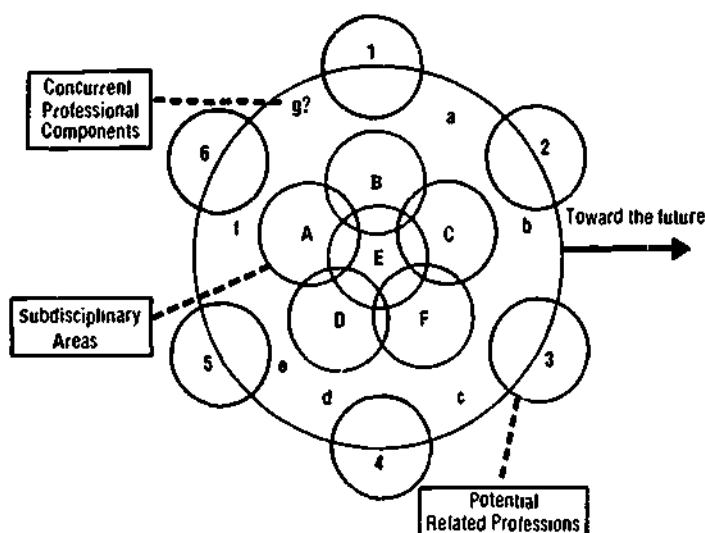 1
Concurrent
Professional
Components
g?
a
6
2
B
Toward the future
f
A
C
b
E
Subdisciplinary
Areas
D
F
5
3
e
d
c
4
Potential
Related Professions